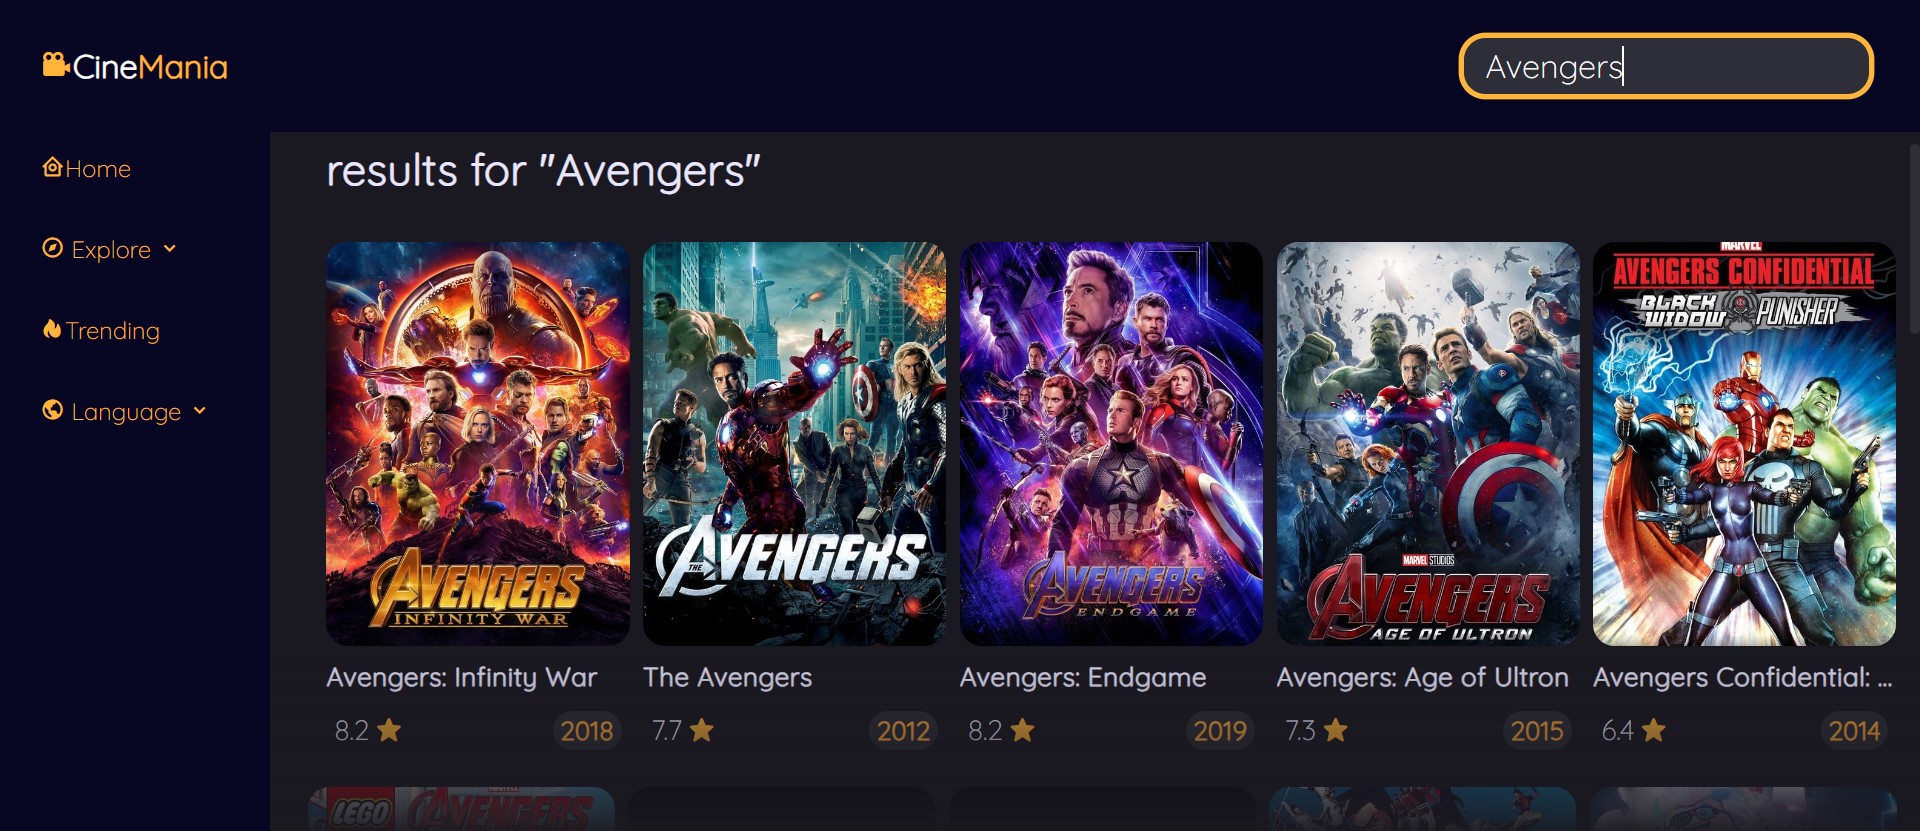 CineMania
Avengers
Home
Explore
Trending
Language
results for "Avengers"
AVENGERS
INFINITY WAR
THE AVENGERS
AVENGERS
ENDGAME
MARVEL STUDIOS
AVENGERS
AGE OF ULTRON
MARVEL
AVENGERS CONFIDENTIAL
BLACK WIDOW PUNISHER
Avengers: Infinity War
The Avengers
Avengers: Endgame
Avengers: Age of Ultron
Avengers Confidential: ...
8.2 2018
7.7 2012
8.2 2019
7.3 2015
6.4 2014
LEGO MARVEL AVENGERS